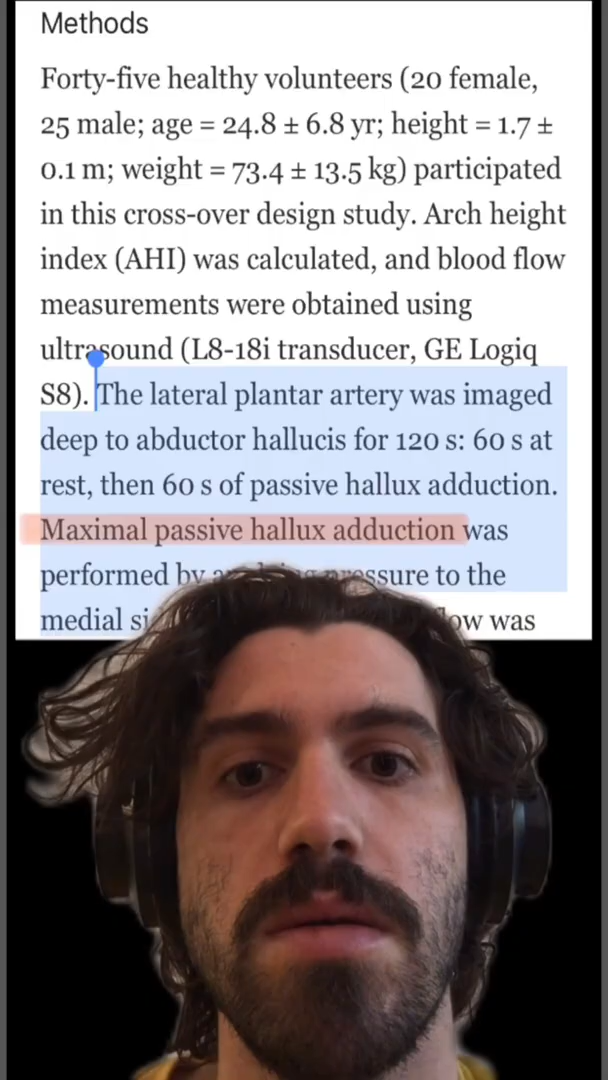 Methods
Forty-five healthy volunteers (20 female,
25 male; age = 24.8 ± 6.8 yr; height = 1.7 ±
0.1 m; weight = 73.4 ± 13.5 kg) participated
in this cross-over design study. Arch height
index (AHI) was calculated, and blood flow
measurements were obtained using
ultrasound (L8-18i transducer, GE Logiq
S8). The lateral plantar artery was imaged
deep to abductor hallucis for 120 s: 60 s at
rest, then 60 s of passive hallux adduction.
Maximal passive hallux adduction was
performed by pressure to the
medial was